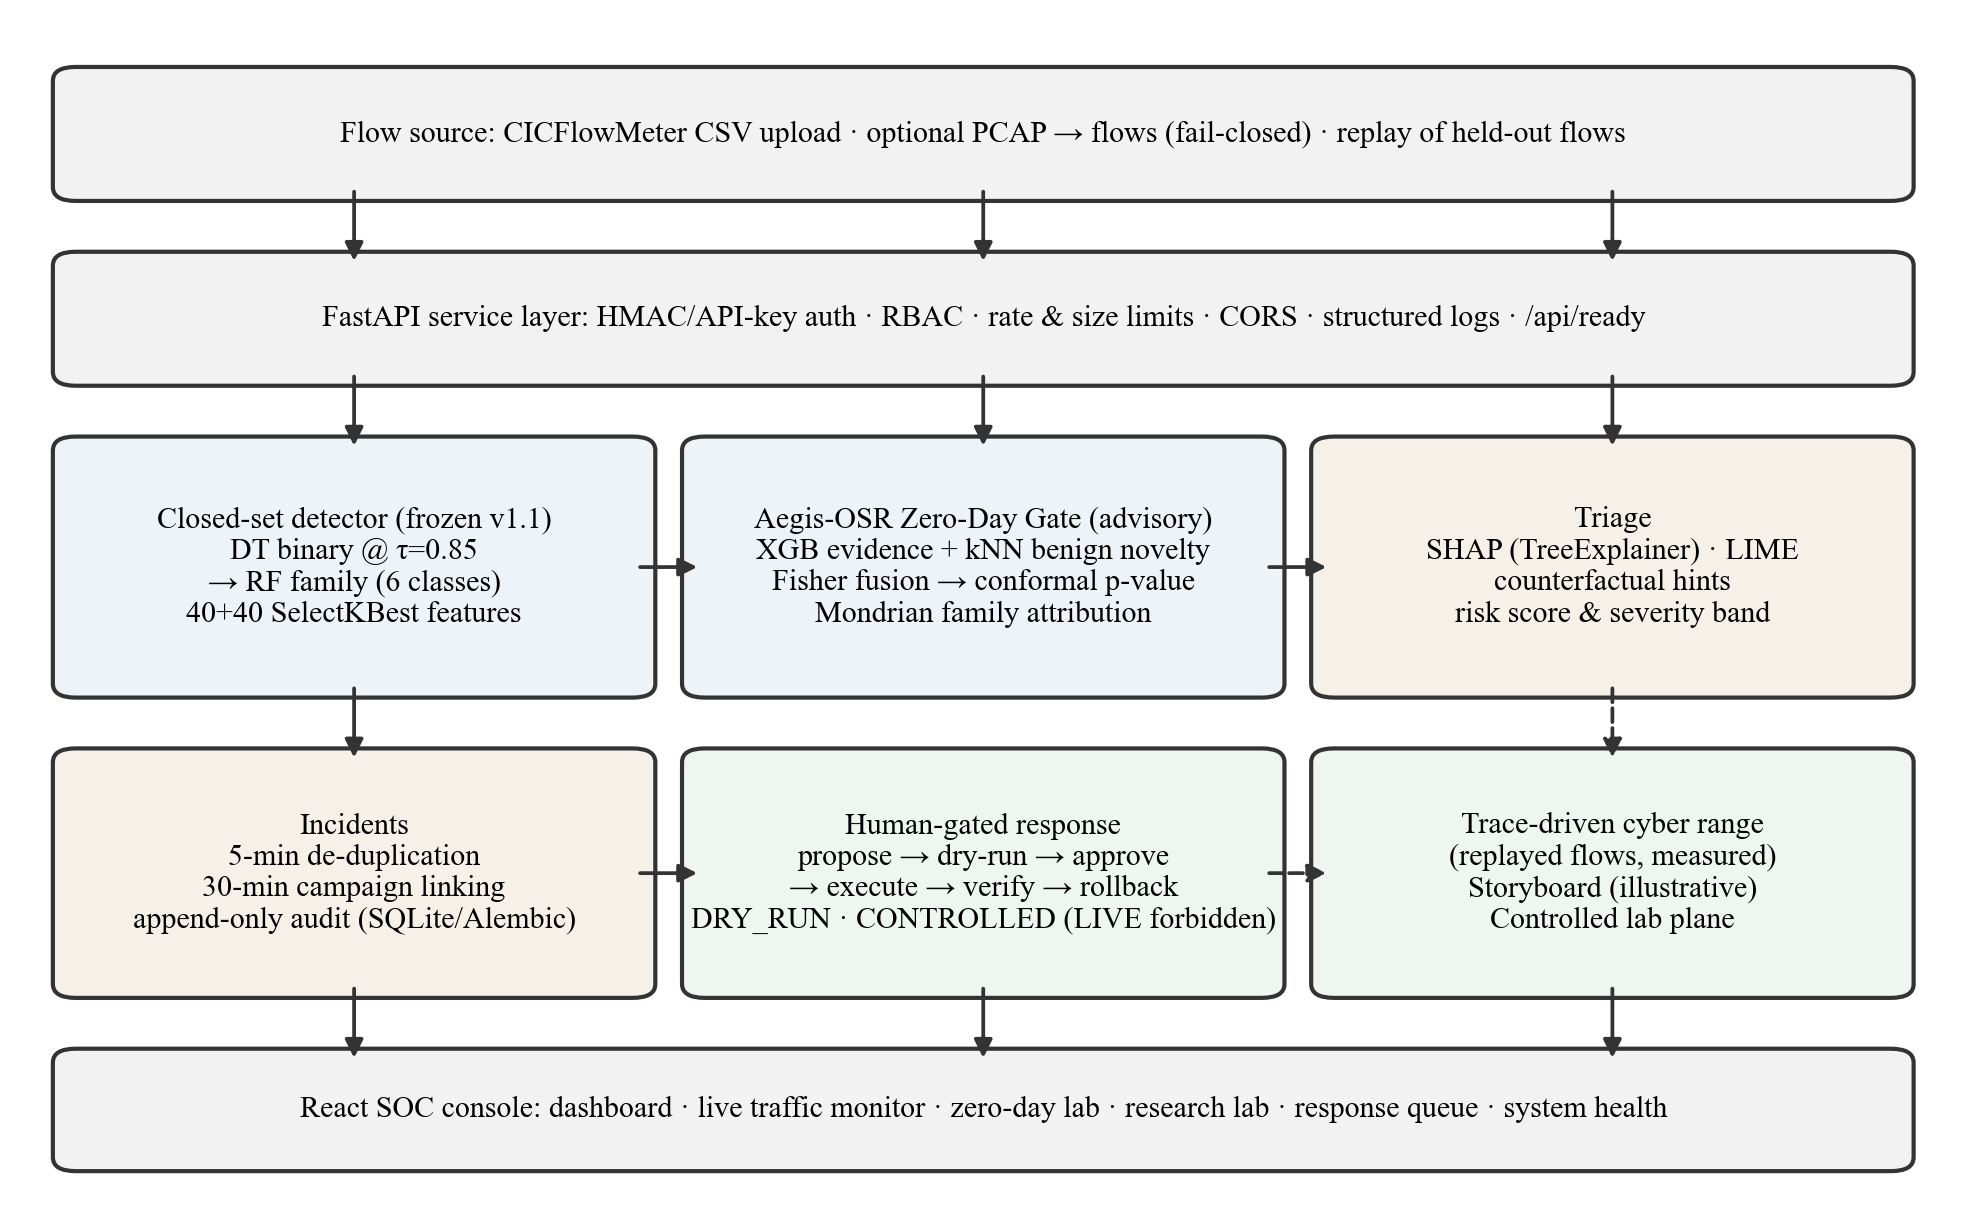 Flow source: CICFlowMeter CSV upload · optional PCAP → flows (fail-closed) · replay of held-out flows
FastAPI service layer: HMAC/API-key auth · RBAC · rate & size limits · CORS · structured logs · /api/ready
Closed-set detector (frozen v1.1)
DT binary @ τ=0.85
→ RF family (6 classes)
40+40 SelectKBest features
Aegis-OSR Zero-Day Gate (advisory)
XGB evidence + kNN benign novelty
Fisher fusion → conformal p-value
Mondrian family attribution
Triage
SHAP (TreeExplainer) · LIME
counterfactual hints
risk score & severity band
Incidents
5-min de-duplication
30-min campaign linking
append-only audit (SQLite/Alembic)
Human-gated response
propose → dry-run → approve
→ execute → verify → rollback
DRY_RUN · CONTROLLED (LIVE forbidden)
Trace-driven cyber range
(replayed flows, measured)
Storyboard (illustrative)
Controlled lab plane
React SOC console: dashboard · live traffic monitor · zero-day lab · research lab · response queue · system health